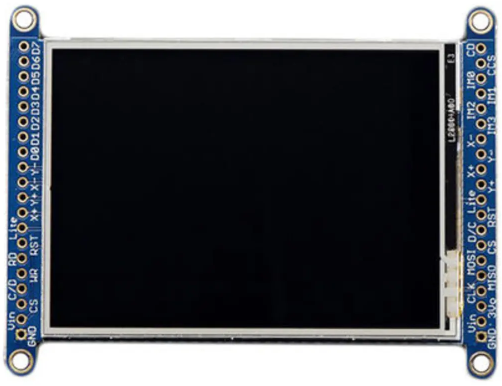 D7
D6
D5
D4
D3
D2
D1
D0
Y-
X-
Y+
X+
Lite
RST
RD
WR
C/D
CS
Vin
GND
E3
CD
CCS
IM0
IM1
IM2
IM3
X-
Y-
X+
Y+
Lite
RST
D/C
CS
MOSI
MISO
CLK
3Vo
Vin
GND